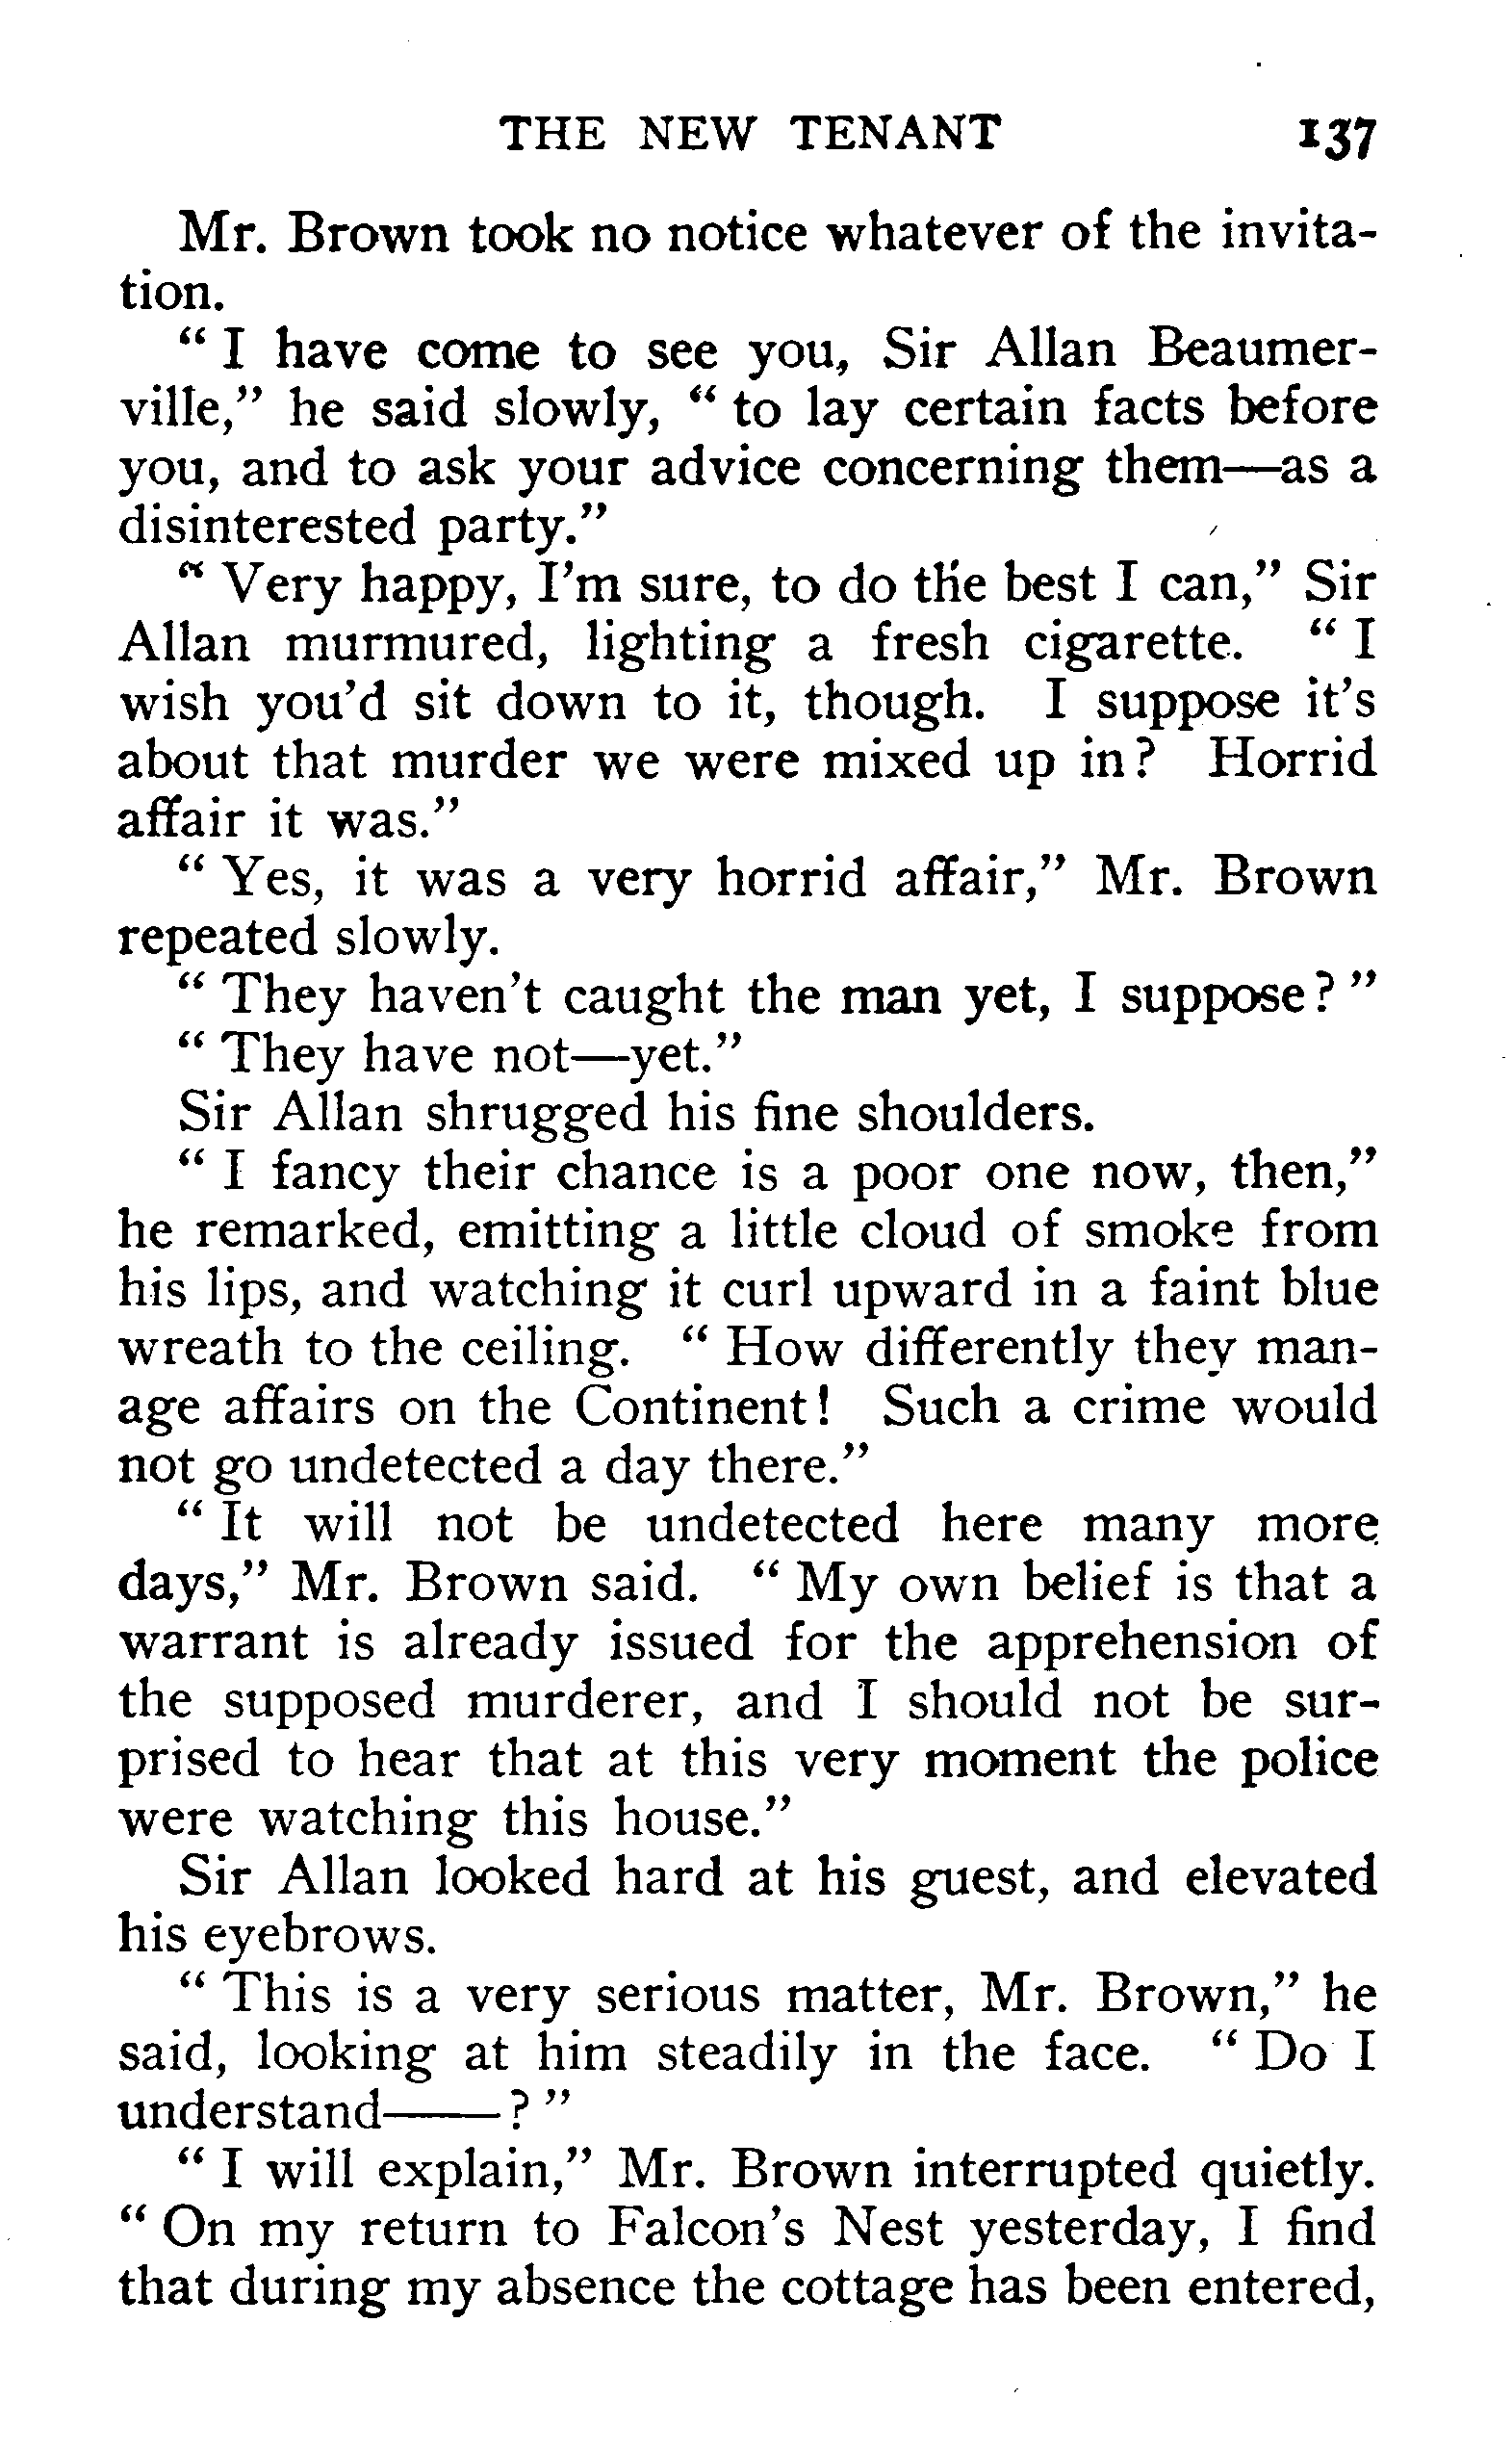 THE NEW TENANT 137
Mr. Brown took no notice whatever of the invita-
tion.
“ I have come to see you, Sir Allan Beaumer-
ville,” he said slowly, “ to lay certain facts before
you, and to ask your advice concerning them—as a
disinterested party.”
“ Very happy, I’m sure, to do the best I can,” Sir
Allan murmured, lighting a fresh cigarette. “ I
wish you’d sit down to it, though. I suppose it’s
about that murder we were mixed up in? Horrid
affair it was.”
“ Yes, it was a very horrid affair,” Mr. Brown
repeated slowly.
“ They haven’t caught the man yet, I suppose? ”
“ They have not—yet.”
Sir Allan shrugged his fine shoulders.
“ I fancy their chance is a poor one now, then,”
he remarked, emitting a little cloud of smoke from
his lips, and watching it curl upward in a faint blue
wreath to the ceiling. “ How differently they man-
age affairs on the Continent! Such a crime would
not go undetected a day there.”
“ It will not be undetected here many more
days,” Mr. Brown said. “ My own belief is that a
warrant is already issued for the apprehension of
the supposed murderer, and I should not be sur-
prised to hear that at this very moment the police
were watching this house.”
Sir Allan looked hard at his guest, and elevated
his eyebrows.
“ This is a very serious matter, Mr. Brown,” he
said, looking at him steadily in the face. “ Do I
understand——? ”
“ I will explain,” Mr. Brown interrupted quietly.
“ On my return to Falcon’s Nest yesterday, I find
that during my absence the cottage has been entered,